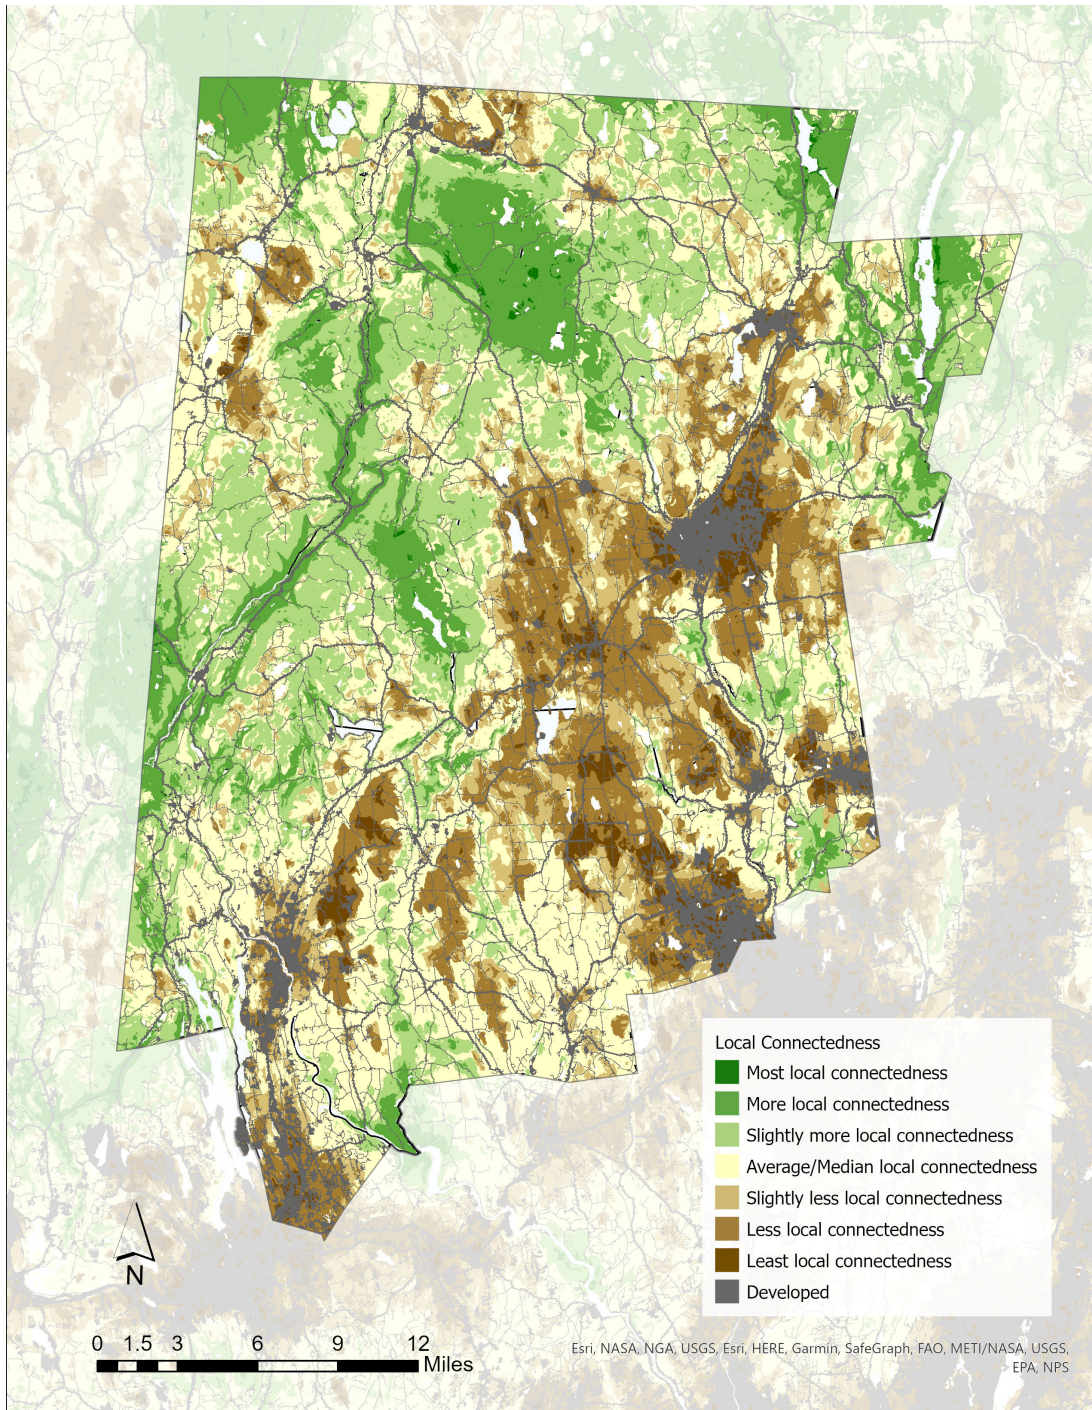 Local Connectedness
Most local connectedness
More local connectedness
Slightly more local connectedness
Average/Median local connectedness
Slightly less local connectedness
Less local connectedness
Least local connectedness
Developed
N
0 1.5 3 6 9 12
Miles
Esri, NASA, NGA, USGS, Esri, HERE, Garmin, SafeGraph, FAO, METI/NASA, USGS,
EPA, NPS